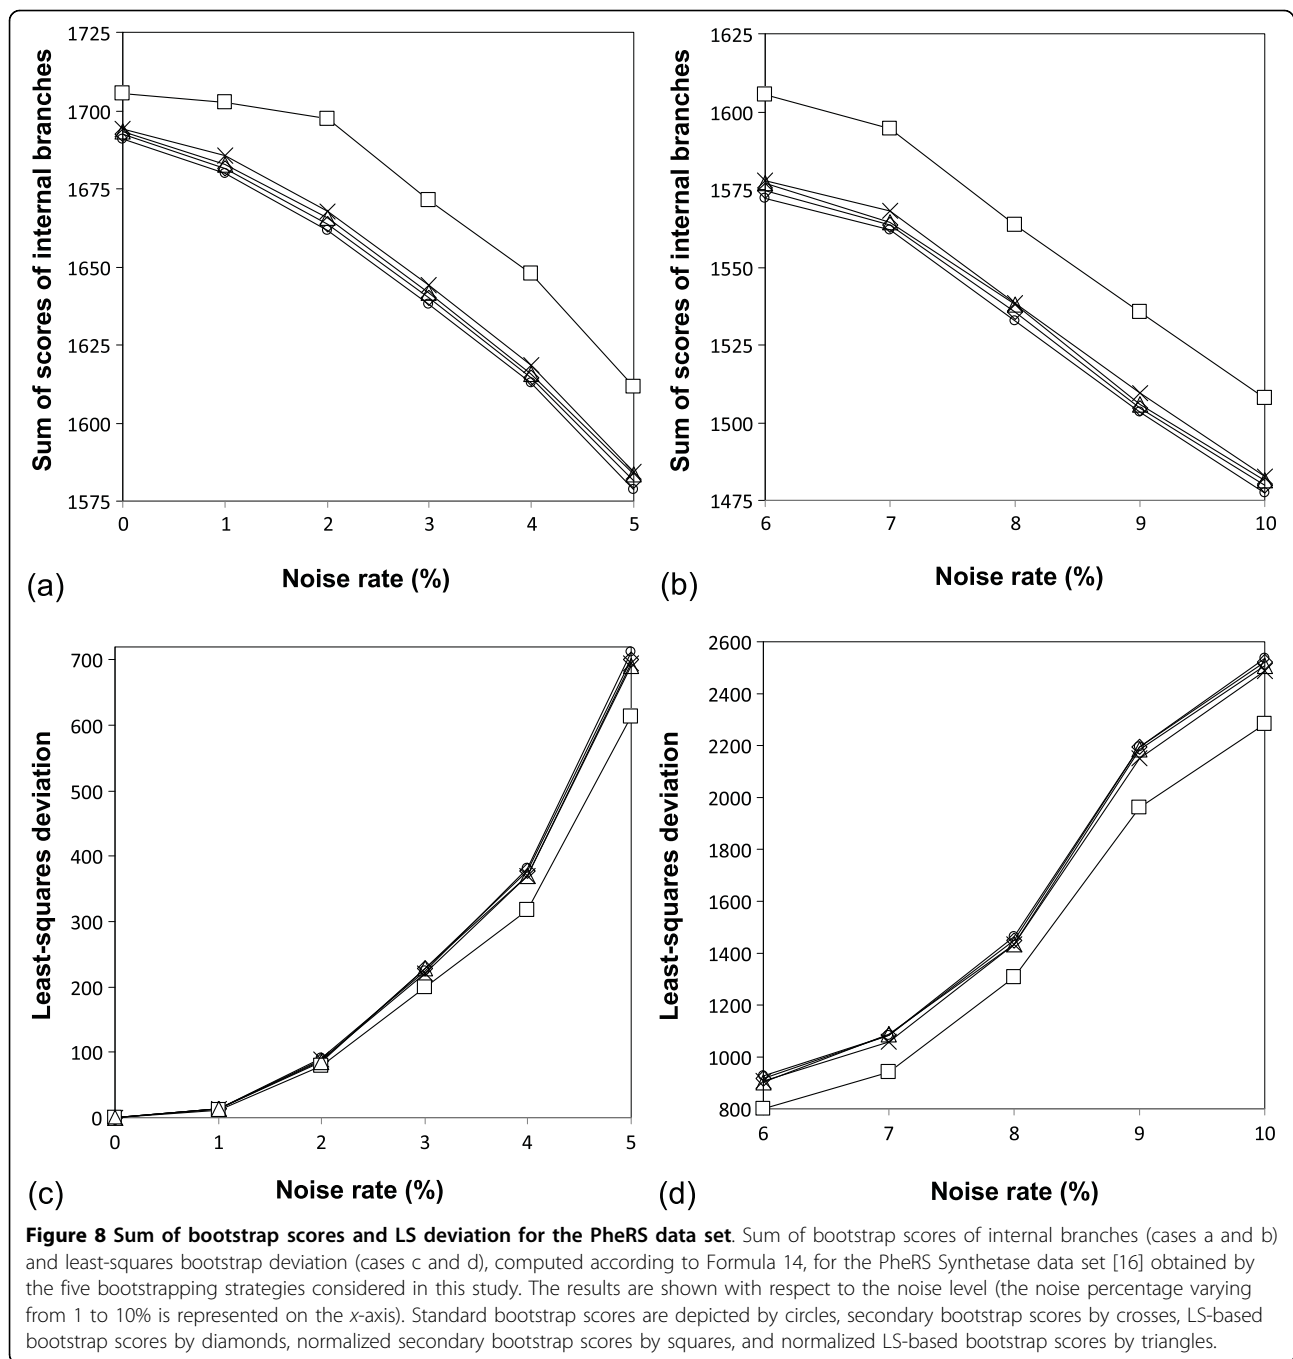 1725
1700
1675
1650
1625
1600
1575
0 1 2 3 4 5
Sum of scores of internal branches
Noise rate (%)
(a)
1625
1600
1575
1550
1525
1500
1475
6 7 8 9 10
Sum of scores of internal branches
Noise rate (%)
(b)
700
600
500
400
300
200
100
0
0 1 2 3 4 5
Least-squares deviation
Noise rate (%)
(c)
2600
2400
2200
2000
1800
1600
1400
1200
1000
800
6 7 8 9 10
Least-squares deviation
Noise rate (%)
(d)
Figure 8 Sum of bootstrap scores and LS deviation for the PheRS data set. Sum of bootstrap scores of internal branches (cases a and b)
and least-squares bootstrap deviation (cases c and d), computed according to Formula 14, for the PheRS Synthetase data set [16] obtained by
the five bootstrapping strategies considered in this study. The results are shown with respect to the noise level (the noise percentage varying
from 1 to 10% is represented on the x-axis). Standard bootstrap scores are depicted by circles, secondary bootstrap scores by crosses, LS-based
bootstrap scores by diamonds, normalized secondary bootstrap scores by squares, and normalized LS-based bootstrap scores by triangles.